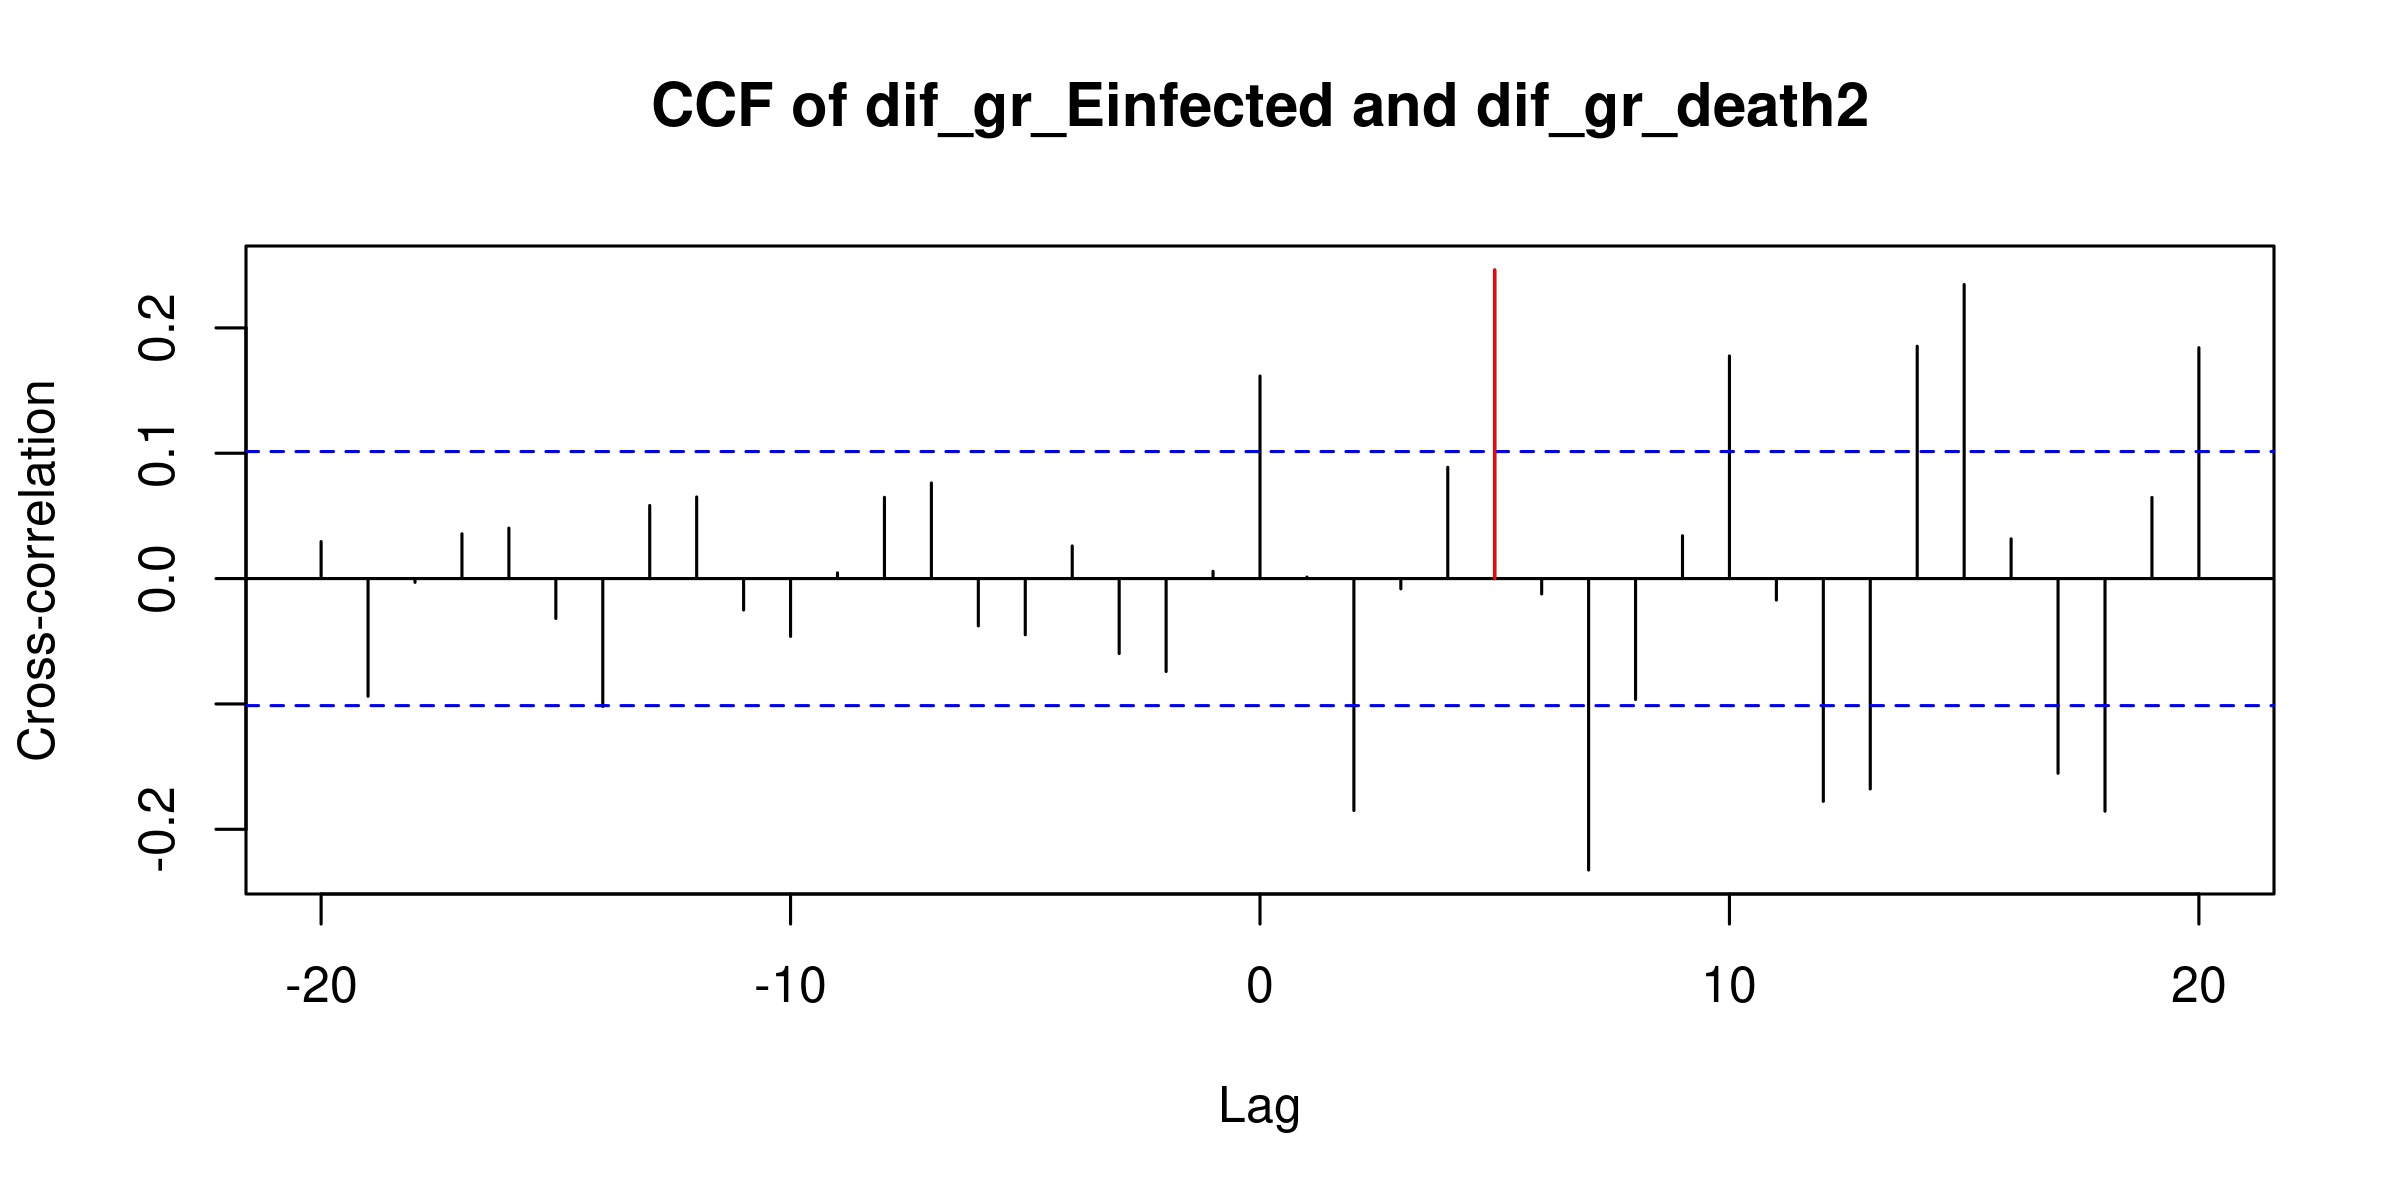 CCF of dif_gr_Einfected and dif_gr_death2
Cross-correlation
0.2
0.1
0.0
-0.2
-20 -10 0 10 20
Lag